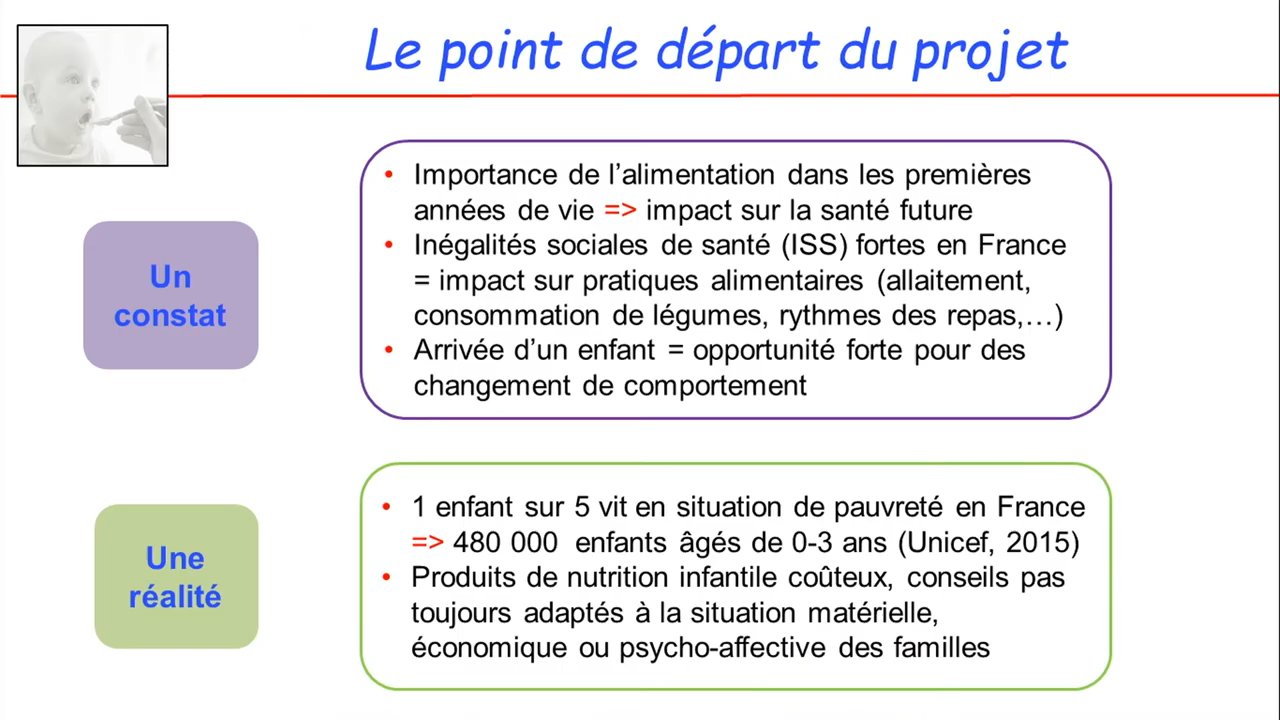 Le point de départ du projet
Un
constat
• Importance de l’alimentation dans les premières
années de vie => impact sur la santé future
• Inégalités sociales de santé (ISS) fortes en France
= impact sur pratiques alimentaires (allaitement,
consommation de légumes, rythmes des repas,…)
• Arrivée d’un enfant = opportunité forte pour des
changement de comportement
Une
réalité
• 1 enfant sur 5 vit en situation de pauvreté en France
=> 480 000 enfants âgés de 0-3 ans (Unicef, 2015)
• Produits de nutrition infantile coûteux, conseils pas
toujours adaptés à la situation matérielle,
économique ou psycho-affective des familles